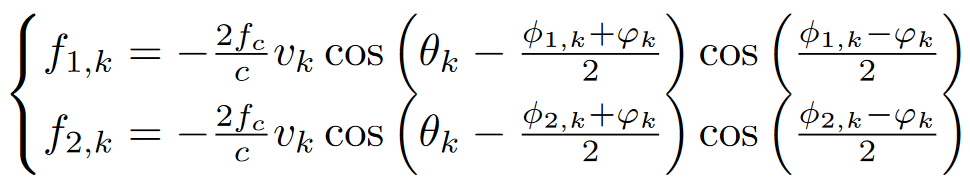 f_{1,k} = -\frac{2f_c}{c} v_k \cos\left(\theta_k - \frac{\phi_{1,k}+\varphi_k}{2}\right) \cos\left(\frac{\phi_{1,k}-\varphi_k}{2}\right)
f_{2,k} = -\frac{2f_c}{c} v_k \cos\left(\theta_k - \frac{\phi_{2,k}+\varphi_k}{2}\right) \cos\left(\frac{\phi_{2,k}-\varphi_k}{2}\right)